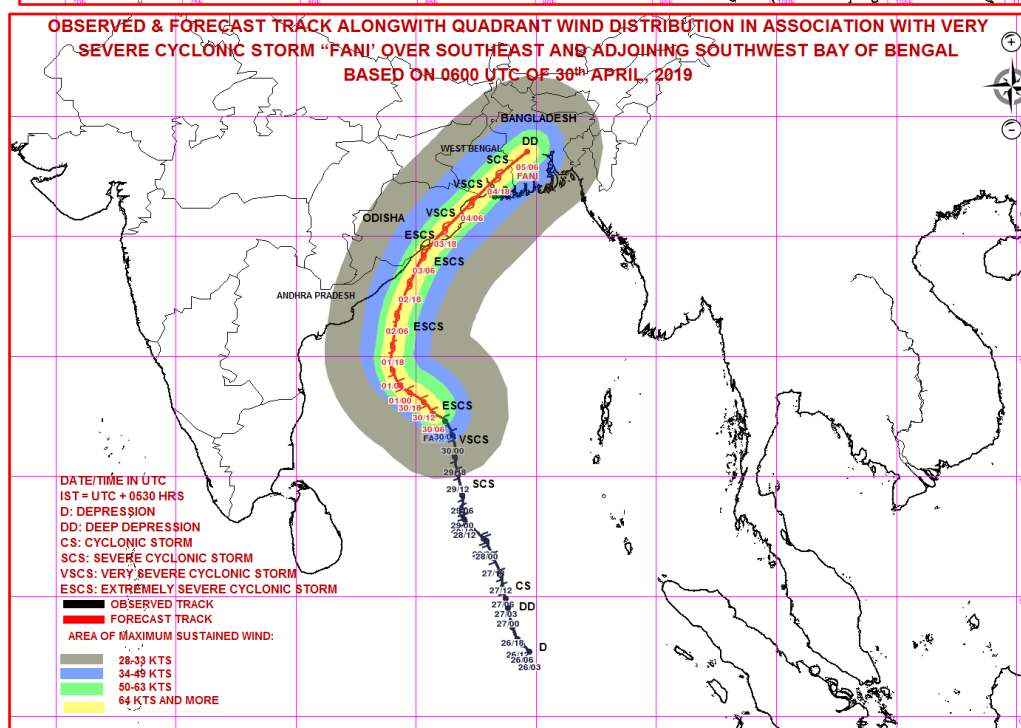 70E
75E
80E
85E
90E
95E
100E
105E
OBSERVED & FORECAST TRACK ALONGWITH QUADRANT WIND DISTRIBUTION IN ASSOCIATION WITH VERY
SEVERE CYCLONIC STORM “FANI’ OVER SOUTHEAST AND ADJOINING SOUTHWEST BAY OF BENGAL
BASED ON 0600 UTC OF 30th APRIL, 2019
BANGLADESH
DD
WEST BENGAL
SCS
05/06
FANI
VSCS
04/18
ODISHA
VSCS
04/06
ESCS
03/18
ESCS
03/06
ANDHRA PRADESH
02/18
ESCS
02/06
01/18
01/00
30/18
ESCS
30/12
30/06
VSCS
30/00
29/18
SCS
29/12
29/06
29/00
28/12
28/00
CS
27/12
27/06
DD
27/03
27/00
26/18
D
26/06
26/03
DATE/TIME IN UTC
IST = UTC + 0530 HRS
D: DEPRESSION
DD: DEEP DEPRESSION
CS: CYCLONIC STORM
SCS: SEVERE CYCLONIC STORM
VSCS: VERY SEVERE CYCLONIC STORM
ESCS: EXTREMELY SEVERE CYCLONIC STORM
OBSERVED TRACK
FORECAST TRACK
AREA OF MAXIMUM SUSTAINED WIND:
28-33 KTS
34-49 KTS
50-63 KTS
64 KTS AND MORE